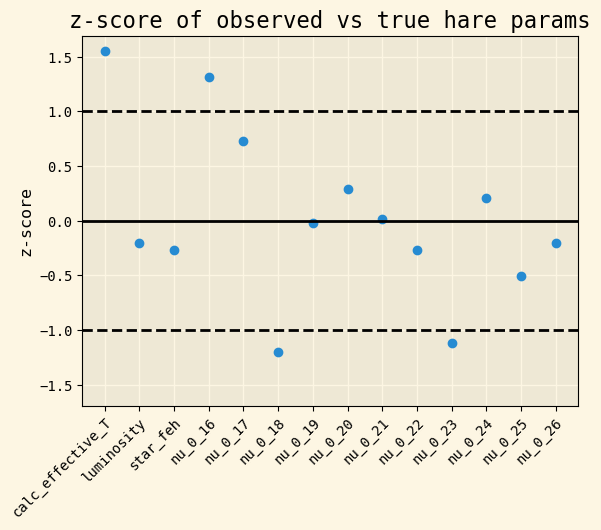 z-score of observed vs true hare params
z-score
1.5
1.0
0.5
0.0
−0.5
−1.0
−1.5
calc_effective_T
luminosity
star_feh
nu_0_16
nu_0_17
nu_0_18
nu_0_19
nu_0_20
nu_0_21
nu_0_22
nu_0_23
nu_0_24
nu_0_25
nu_0_26